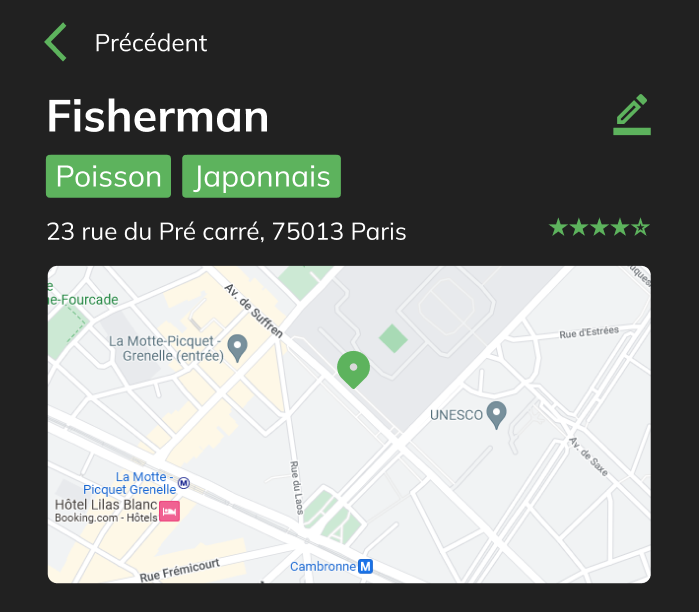 Précédent
Fisherman
Poisson
Japonnais
23 rue du Pré carré, 75013 Paris
e-Fourcade
Av. de Suffren
Rue d'Estrées
La Motte-Picquet -
Grenelle (entrée)
UNESCO
Av. de Saxe
La Motte -
Picquet Grenelle
M
Rue du Laos
Hôtel Lilas Blanc
Booking.com - Hôtels
Rue Frémicourt
Cambronne
M